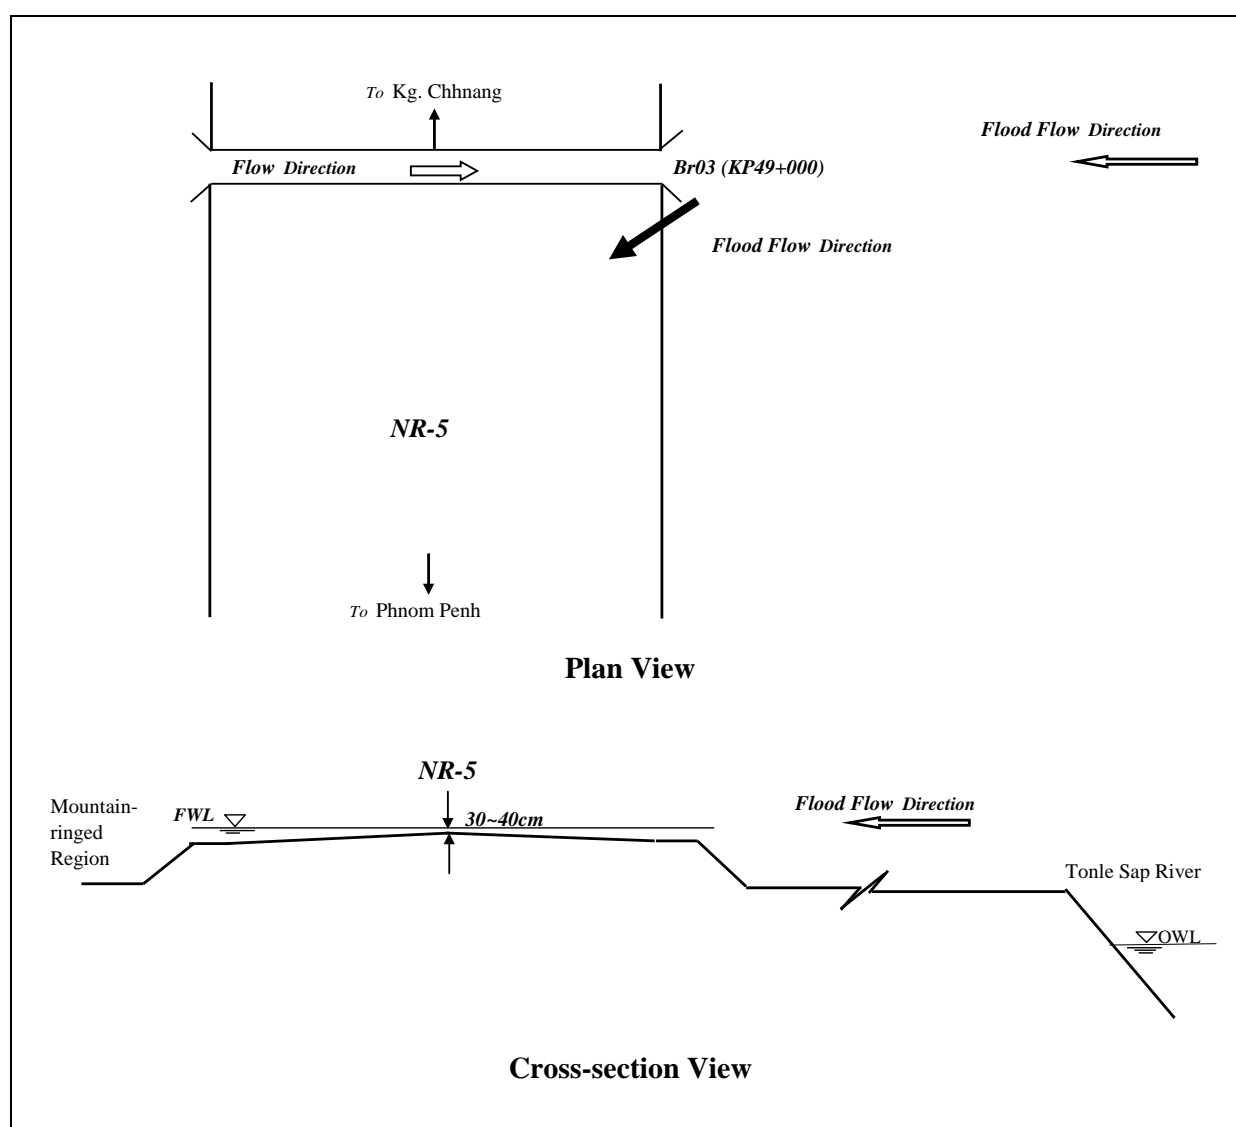 To Kg. Chhnang
Flood Flow Direction
Flow Direction
Br03 (KP49+000)
Flood Flow Direction
NR-5
To Phnom Penh
Plan View
NR-5
Mountain-
ringed
Region
FWL
30~40cm
Flood Flow Direction
Tonle Sap River
OWL
Cross-section View